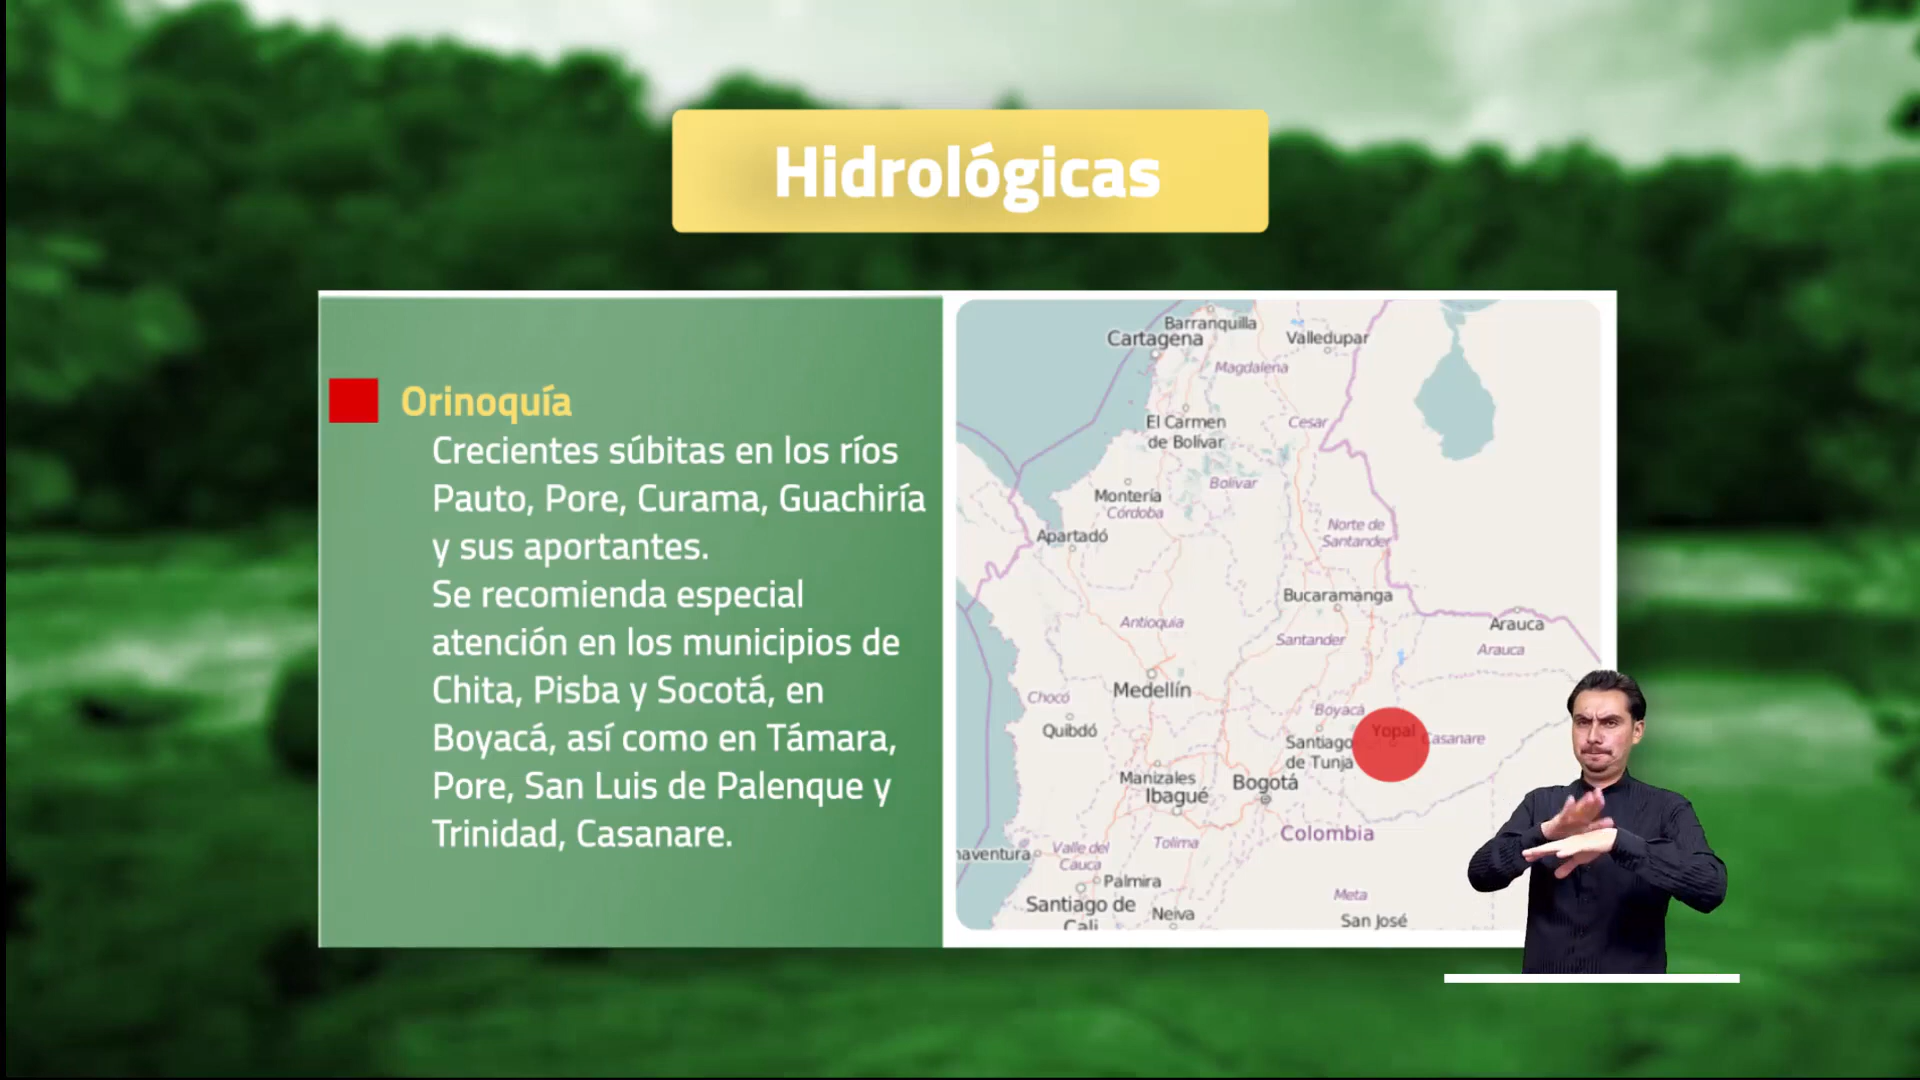 Hidrológicas
Orinoquía
Crecientes súbitas en los ríos
Pauto, Pore, Curama, Guachiría
y sus aportantes.
Se recomienda especial
atención en los municipios de
Chita, Pisba y Socotá, en
Boyacá, así como en Támara,
Pore, San Luis de Palenque y
Trinidad, Casanare.
Barranquilla
Cartagena
Valledupar
Magdalena
El Carmen
de Bolívar
Cesar
Bolívar
Montería
Córdoba
Apartadó
Norte de
Santander
Bucaramanga
Arauca
Antioquia
Santander
Arauca
Medellín
Chocó
Quibdó
Boyacá
Yopal
Casanare
Santiago
de Tunja
Manizales
Bogotá
Ibagué
Colombia
Tolima
naventura
Valle del
Cauca
Palmira
Meta
Santiago de
Cali
Neiva
San José